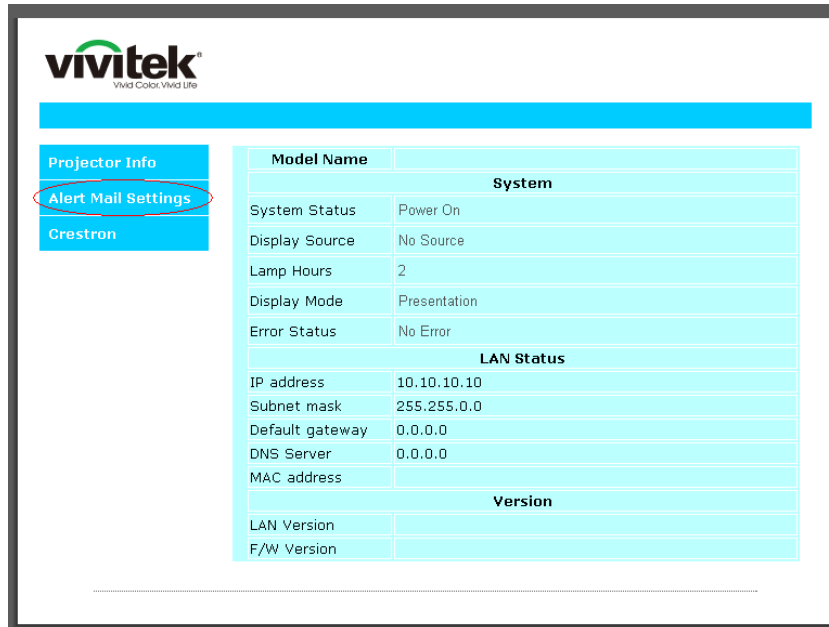 vivitek®
Vivid Color. Vivid Life
Projector Info
Alert Mail Settings
Crestron
Model Name
System
System Status Power On
Display Source No Source
Lamp Hours 2
Display Mode Presentation
Error Status No Error
LAN Status
IP address 10.10.10.10
Subnet mask 255.255.0.0
Default gateway 0.0.0.0
DNS Server 0.0.0.0
MAC address
Version
LAN Version
F/W Version